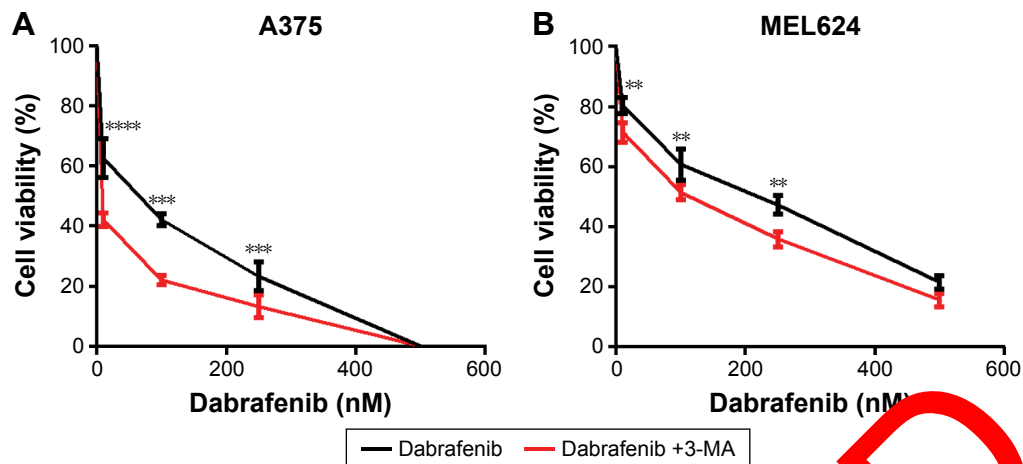 A
A375
100
80
60
40
20
0
Cell viability (%)
****
***
***
0
200
400
600
Dabrafenib (nM)
B
MEL624
100
80
60
40
20
0
Cell viability (%)
**
**
**
0
200
400
600
Dabrafenib (nM)
Dabrafenib
Dabrafenib +3-MA